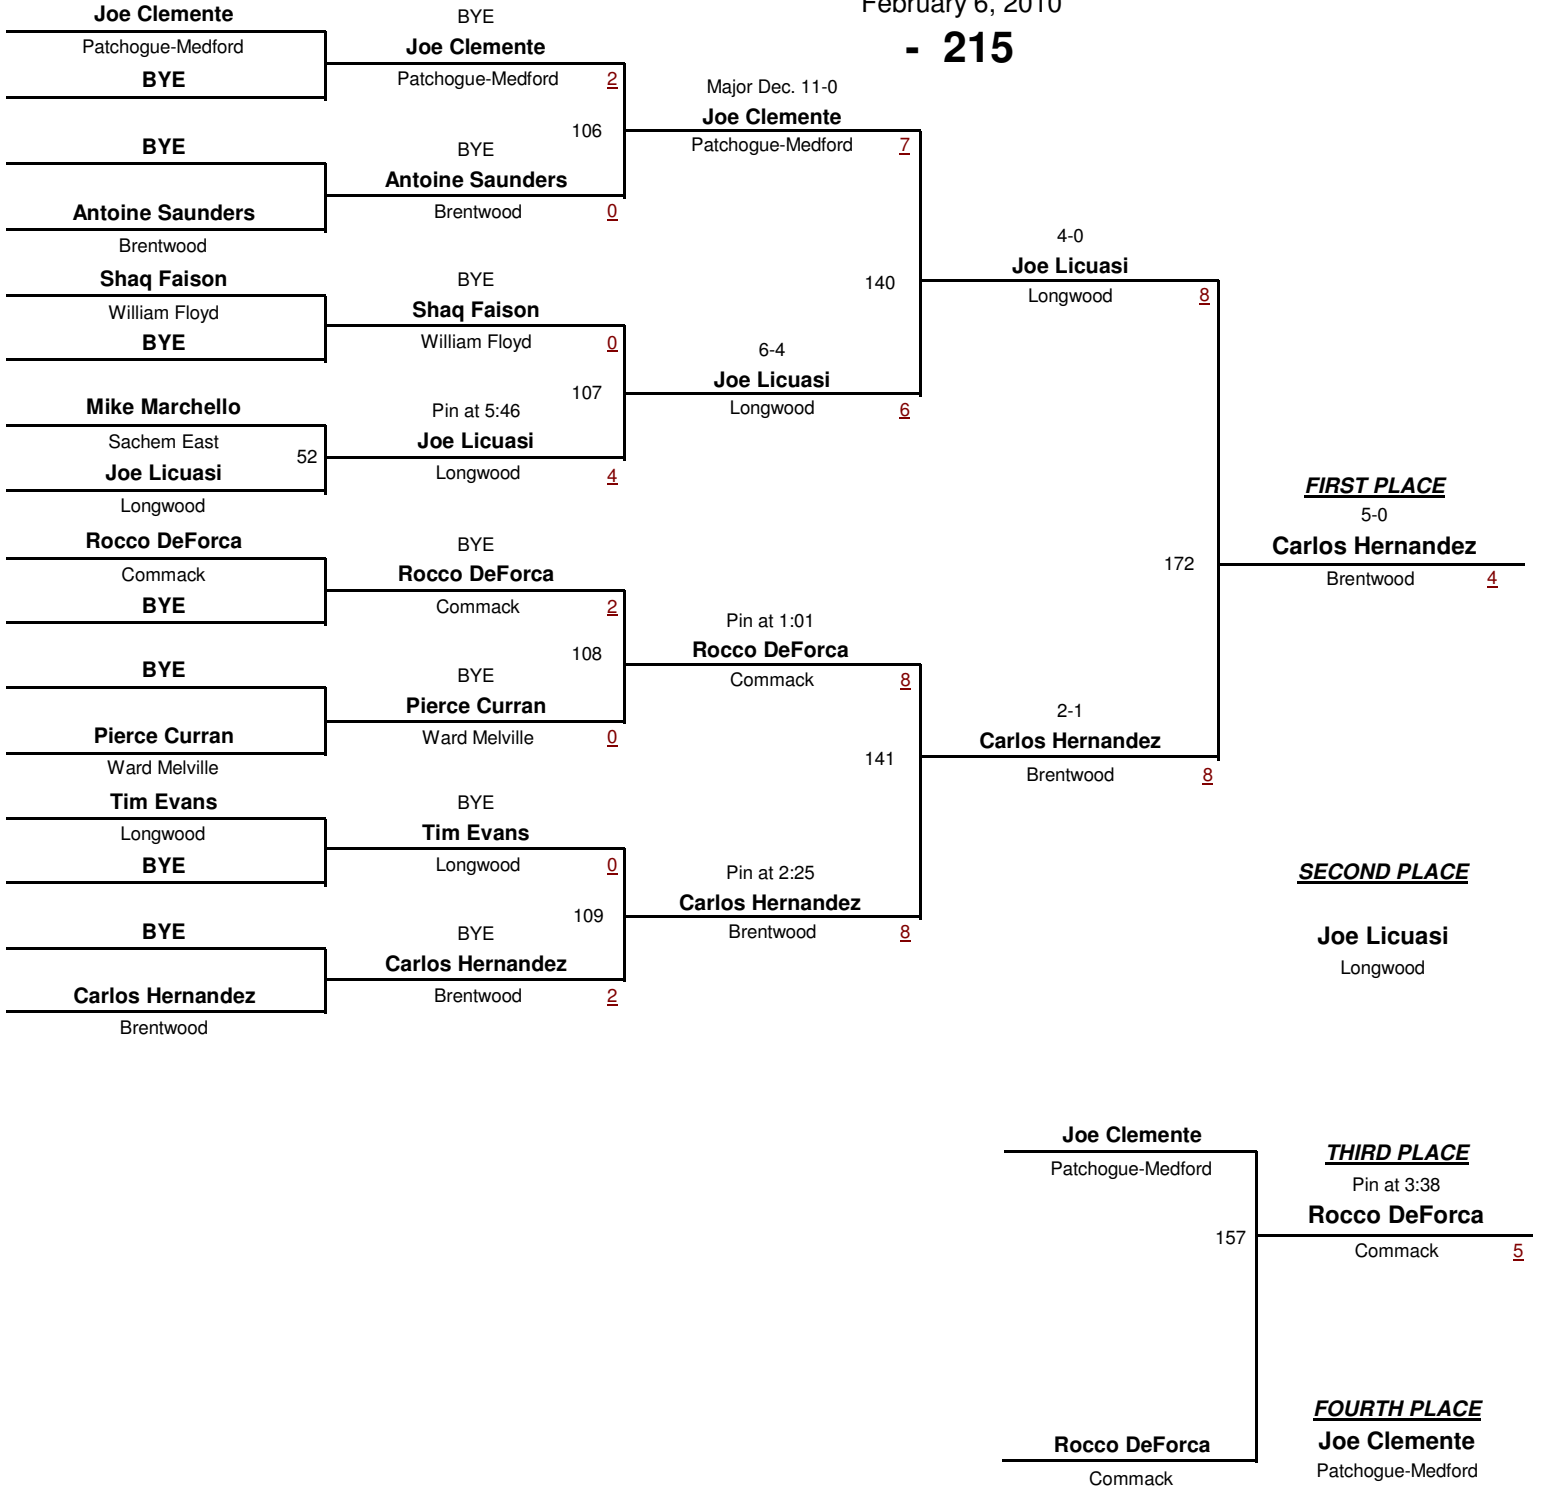 February 6, 2010
- 215
Joe Clemente
Patchogue-Medford
BYE
BYE
Antoine Saunders
Brentwood
Shaq Faison
William Floyd
BYE
Mike Marchello
Sachem East
52
Joe Licuasi
Longwood
Rocco DeForca
Commack
BYE
BYE
Pierce Curran
Ward Melville
Tim Evans
Longwood
BYE
BYE
Carlos Hernandez
Brentwood
BYE
Joe Clemente
Patchogue-Medford 2
106
BYE
Antoine Saunders
Brentwood 0
BYE
Shaq Faison
William Floyd 0
107
Pin at 5:46
Joe Licuasi
Longwood 4
BYE
Rocco DeForca
Commack 2
108
BYE
Pierce Curran
Ward Melville 0
BYE
Tim Evans
Longwood 0
109
BYE
Carlos Hernandez
Brentwood 2
Major Dec. 11-0
Joe Clemente
Patchogue-Medford 7
140
6-4
Joe Licuasi
Longwood 6
Pin at 1:01
Rocco DeForca
Commack 8
141
Pin at 2:25
Carlos Hernandez
Brentwood 8
4-0
Joe Licuasi
Longwood 8
172
2-1
Carlos Hernandez
Brentwood 8
FIRST PLACE
5-0
Carlos Hernandez
Brentwood 4
SECOND PLACE
Joe Licuasi
Longwood
Joe Clemente
Patchogue-Medford
157
Rocco DeForca
Commack
THIRD PLACE
Pin at 3:38
Rocco DeForca
Commack 5
FOURTH PLACE
Joe Clemente
Patchogue-Medford